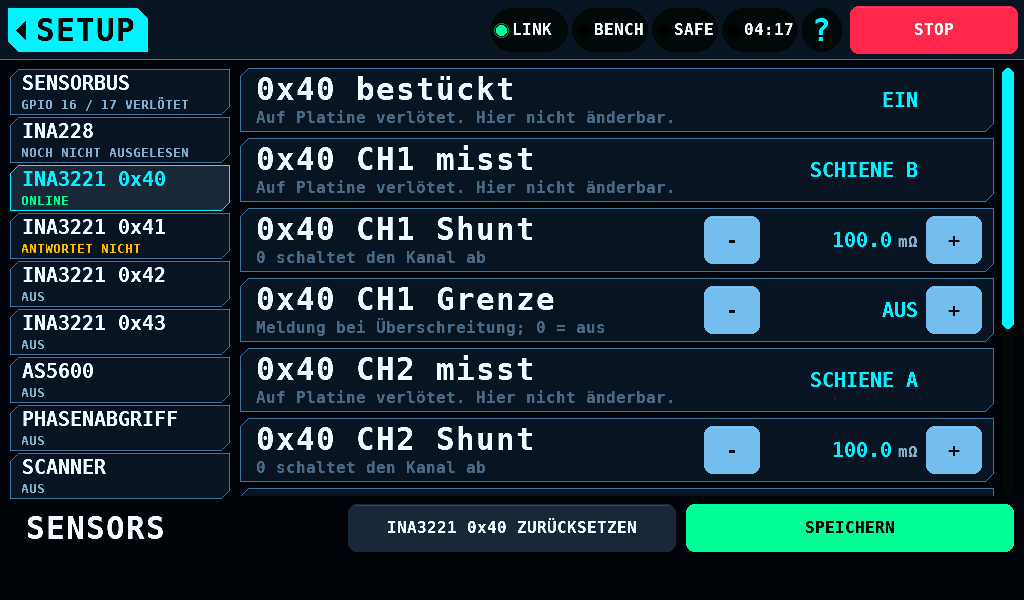 SETUP
LINK
BENCH
SAFE
04:17
?
STOP
SENSORBUS
GPIO 16 / 17 VERLÖTET
INA228
NOCH NICHT AUSGELESEN
INA3221 0x40
ONLINE
INA3221 0x41
ANTWORTET NICHT
INA3221 0x42
AUS
INA3221 0x43
AUS
AS5600
AUS
PHASENABGRIFF
AUS
SCANNER
AUS
0x40 bestückt
Auf Platine verlötet. Hier nicht änderbar.
EIN
0x40 CH1 misst
Auf Platine verlötet. Hier nicht änderbar.
SCHIENE B
0x40 CH1 Shunt
0 schaltet den Kanal ab
- 100.0 mΩ +
0x40 CH1 Grenze
Meldung bei Überschreitung; 0 = aus
- AUS +
0x40 CH2 misst
Auf Platine verlötet. Hier nicht änderbar.
SCHIENE A
0x40 CH2 Shunt
0 schaltet den Kanal ab
- 100.0 mΩ +
SENSORS
INA3221 0x40 ZURÜCKSETZEN
SPEICHERN